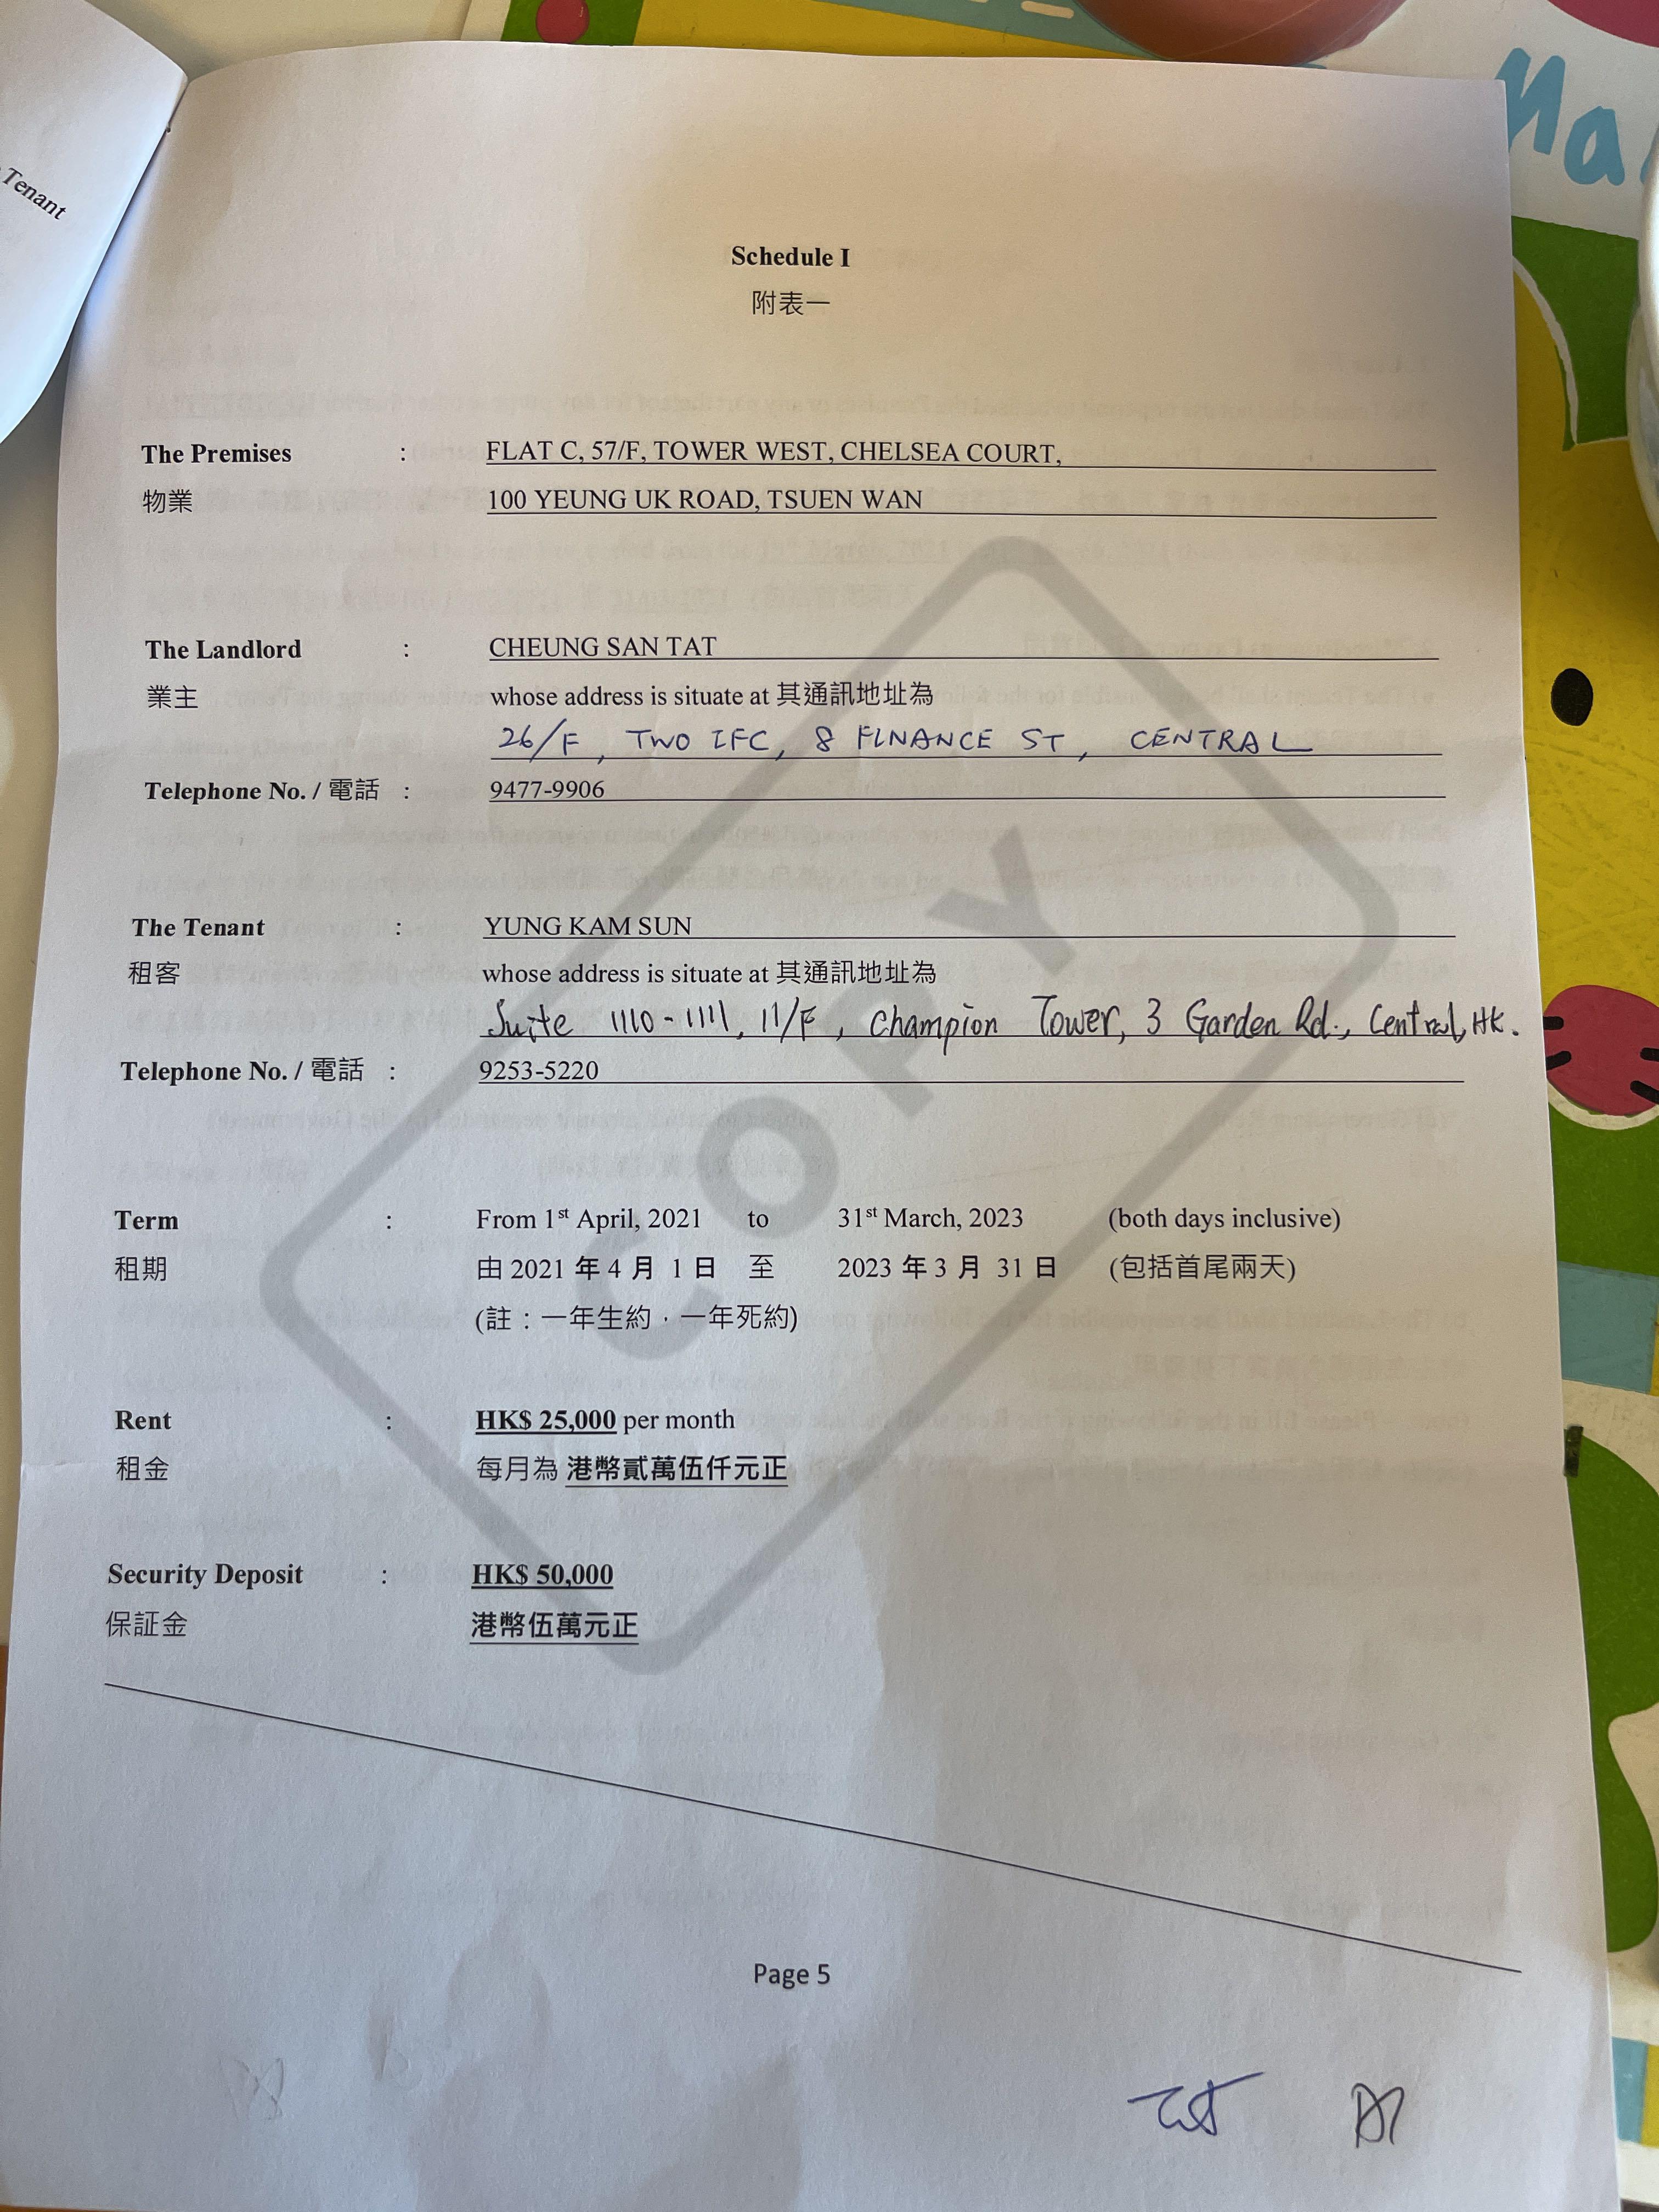 Tenant
Ma
Schedule I
附表一
The Premises : FLAT C, 57/F, TOWER WEST, CHELSEA COURT,
物業 100 YEUNG UK ROAD, TSUEN WAN
The Landlord : CHEUNG SAN TAT
業主 whose address is situate at 其通訊地址為
26/F, TWO IFC, 8 FINANCE ST, CENTRAL
Telephone No. / 電話 : 9477-9906
The Tenant : YUNG KAM SUN
租客 whose address is situate at 其通訊地址為
Suite 1110-1111, 11/F, Champion Tower, 3 Garden Rd., Central, HK.
Telephone No. / 電話 : 9253-5220
COPY
Term : From 1st April, 2021 to 31st March, 2023 (both days inclusive)
租期 由 2021 年 4 月 1 日 至 2023 年 3 月 31 日 (包括首尾兩天)
(註：一年生約，一年死約)
Rent : HK$ 25,000 per month
租金 每月為 港幣貳萬伍仟元正
Security Deposit : HK$ 50,000
保証金 港幣伍萬元正
Page 5